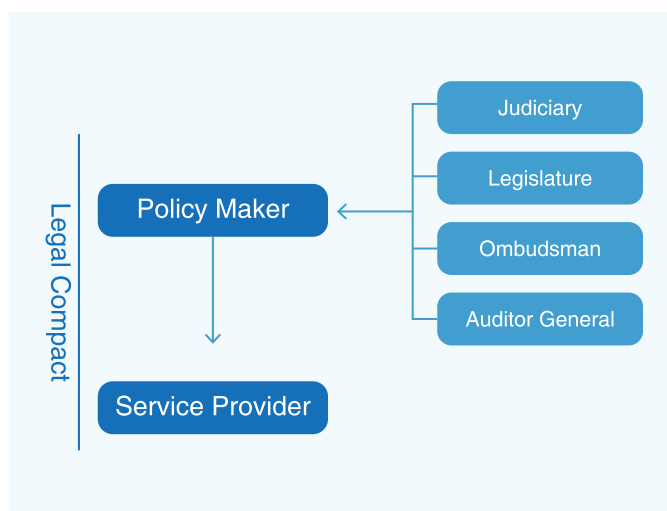 Legal Compact
Policy Maker
Service Provider
Judiciary
Legislature
Ombudsman
Auditor General